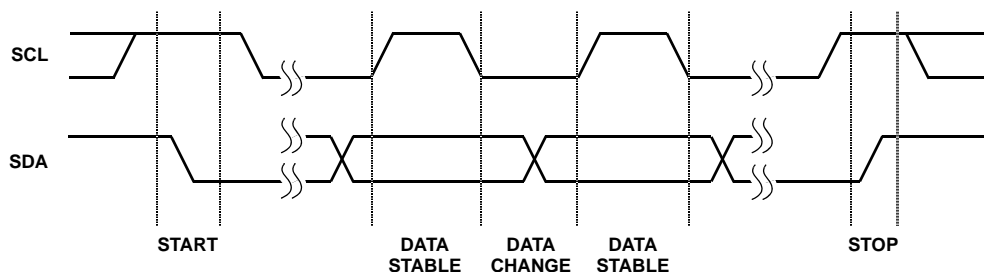 SCL
SDA
START
DATA
STABLE
DATA
CHANGE
DATA
STABLE
STOP